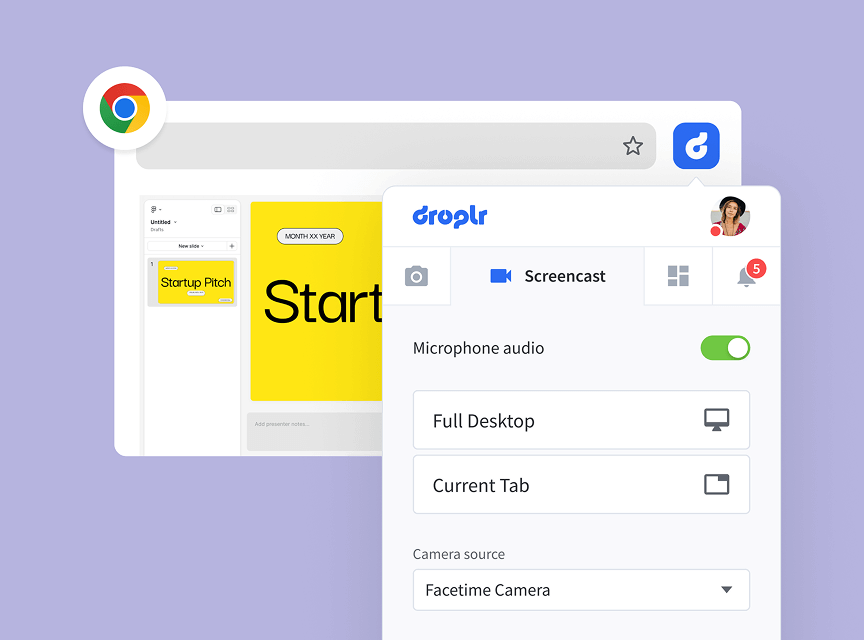 Untitled
Drafts
New slide
1
Startup Pitch
MONTH XX YEAR
Start
Add presenter notes...
droplr
Screencast
5
Microphone audio
Full Desktop
Current Tab
Camera source
Facetime Camera